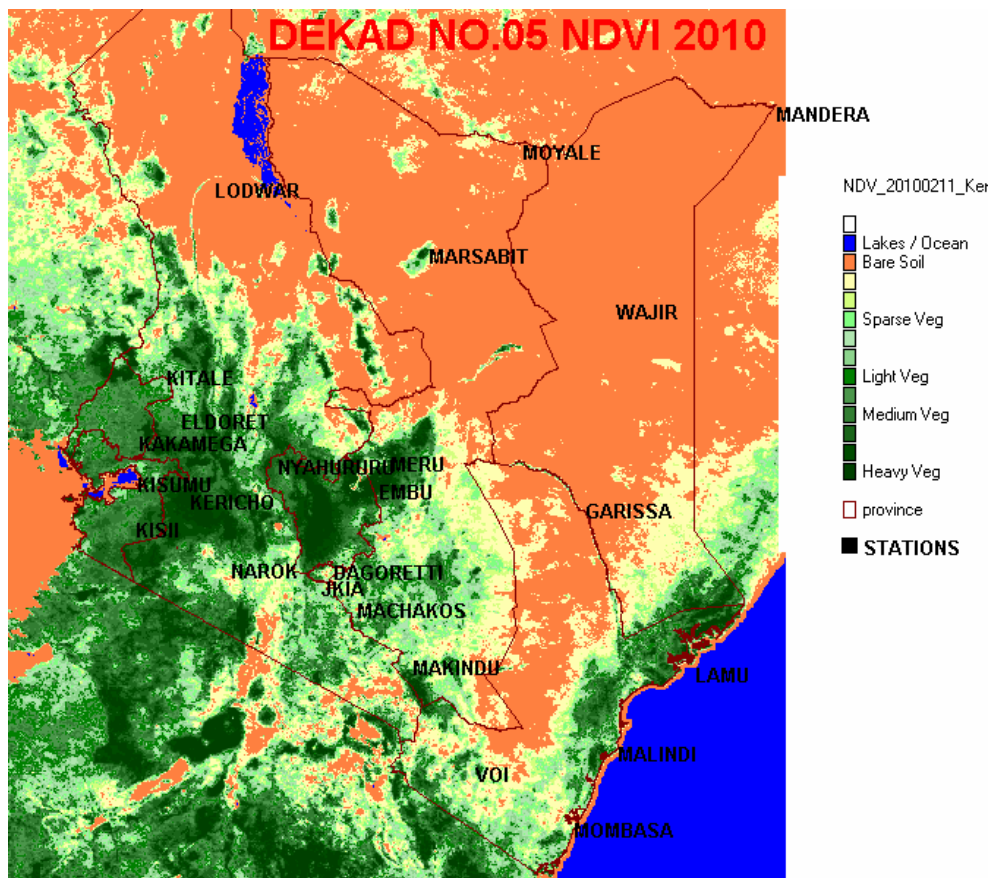 DEKAD NO.05 NDVI 2010
MANDERA
MOYALE
LODWAR
MARSABIT
WAJIR
KITALE
ELDORET
KAKAMEGA
NYAHURURU
MERU
KISUMU
KERICHO
EMBU
GARISSA
KISII
NAROK
DAGORETTI
JKIA
MACHAKOS
MAKINDU
LAMU
MALINDI
VOI
MOMBASA
NDV_20100211_Ker
Lakes / Ocean
Bare Soil
Sparse Veg
Light Veg
Medium Veg
Heavy Veg
province
STATIONS